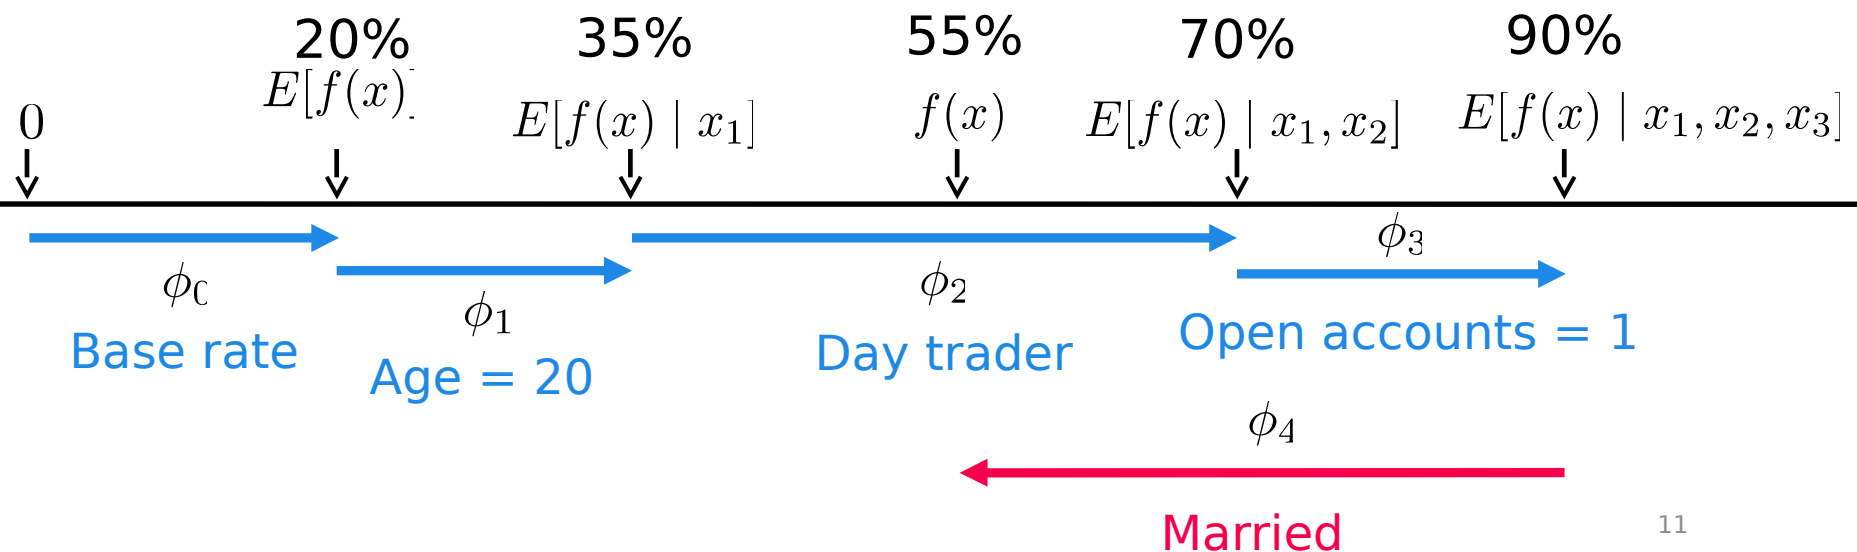 20% 35% 55% 70% 90%
0 E[f(x)] E[f(x) | x₁] f(x) E[f(x) | x₁, x₂] E[f(x) | x₁, x₂, x₃]
ϕ₀ ϕ₁ ϕ₂ ϕ₃
Base rate Age = 20 Day trader Open accounts = 1
ϕ₄
Married
11